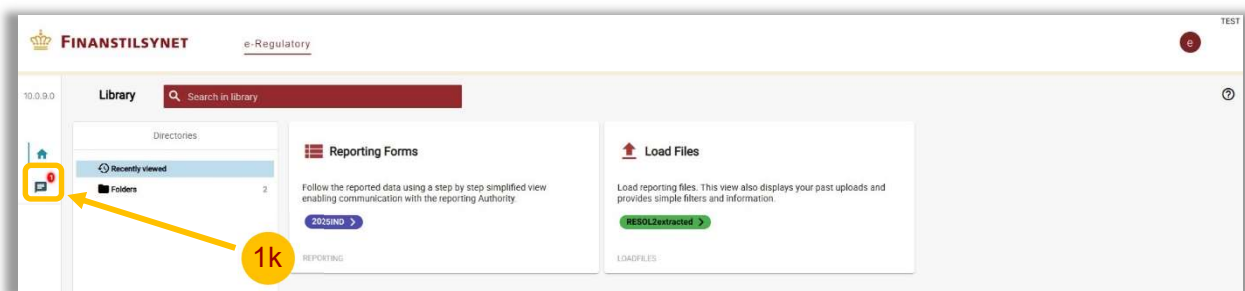 TEST
FINANSTILSYNET
e-Regulatory
e
10.0.9.0
Library
Search in library
Directories
Recently viewed
Folders 2
1
Reporting Forms
Follow the reported data using a step by step simplified view
enabling communication with the reporting Authority.
2025IND
REPORTING
Load Files
Load reporting files. This view also displays your past uploads and
provides simple filters and information.
RESOL2extracted
LOADFILES
1k